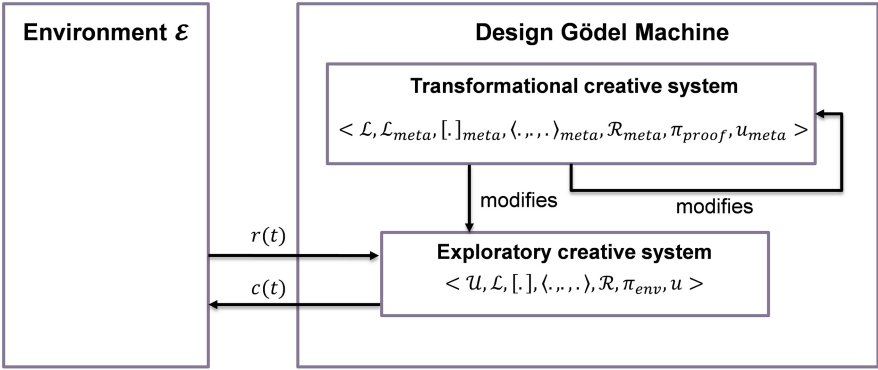 Environment ℰ
Design Gödel Machine
Transformational creative system
< ℒ, ℒ_meta, [.]_meta, ⟨.,.,.⟩_meta, ℛ_meta, π_proof, u_meta >
modifies
modifies
r(t)
Exploratory creative system
< 𝒰, ℒ, [.], ⟨.,.,.⟩, ℛ, π_env, u >
c(t)